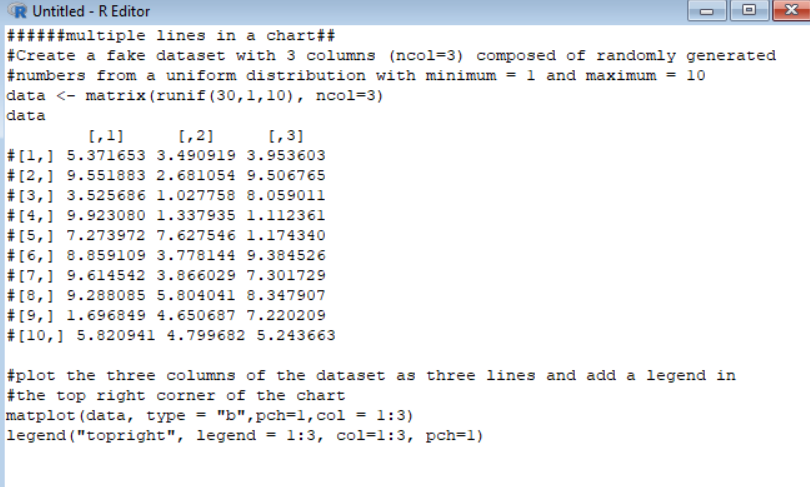 Untitled - R Editor
######multiple lines in a chart##
#Create a fake dataset with 3 columns (ncol=3) composed of randomly generated
#numbers from a uniform distribution with minimum = 1 and maximum = 10
data <- matrix(runif(30,1,10), ncol=3)
data
[,1] [,2] [,3]
#[1,] 5.371653 3.490919 3.953603
#[2,] 9.551883 2.681054 9.506765
#[3,] 3.525686 1.027758 8.059011
#[4,] 9.923080 1.337935 1.112361
#[5,] 7.273972 7.627546 1.174340
#[6,] 8.859109 3.778144 9.384526
#[7,] 9.614542 3.866029 7.301729
#[8,] 9.288085 5.804041 8.347907
#[9,] 1.696849 4.650687 7.220209
#[10,] 5.820941 4.799682 5.243663
#plot the three columns of the dataset as three lines and add a legend in
#the top right corner of the chart
matplot(data, type = "b",pch=1,col = 1:3)
legend("topright", legend = 1:3, col=1:3, pch=1)